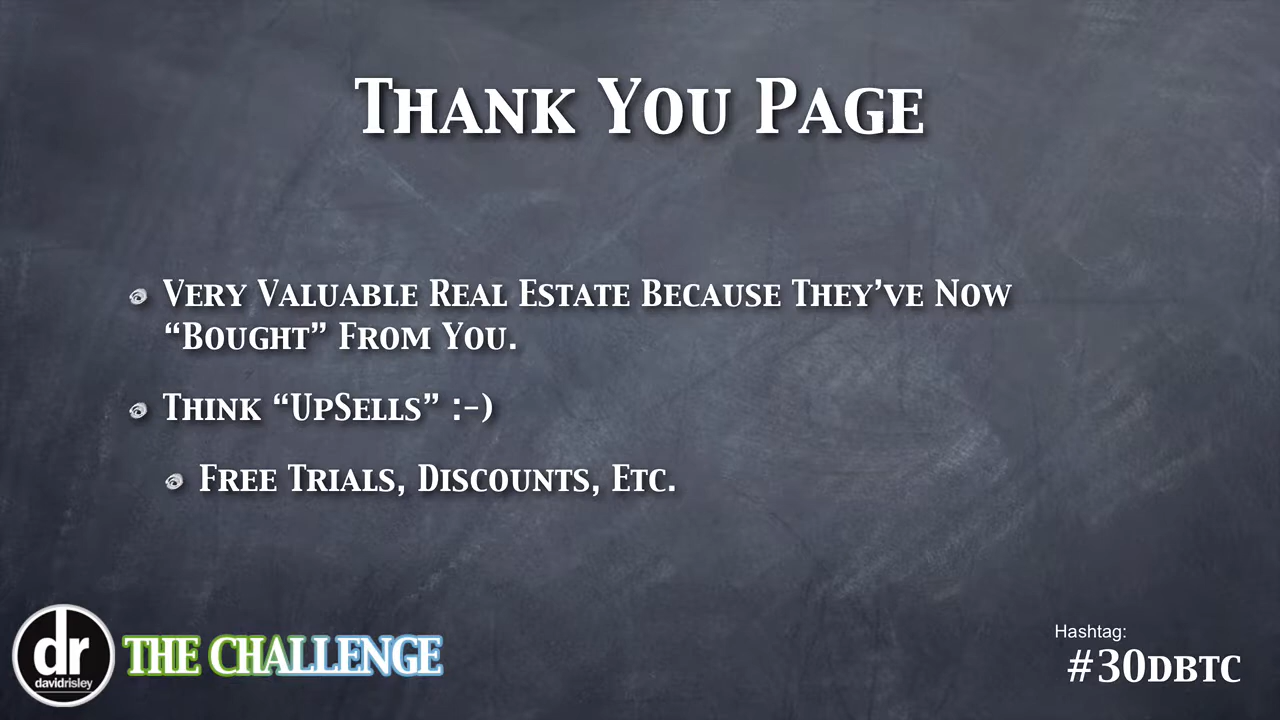 Thank You Page
Very Valuable Real Estate Because They’ve Now
“Bought” From You.
Think “UpSells” :-)
Free Trials, Discounts, Etc.
dr
davidrisley
THE CHALLENGE
Hashtag:
#30DBTC